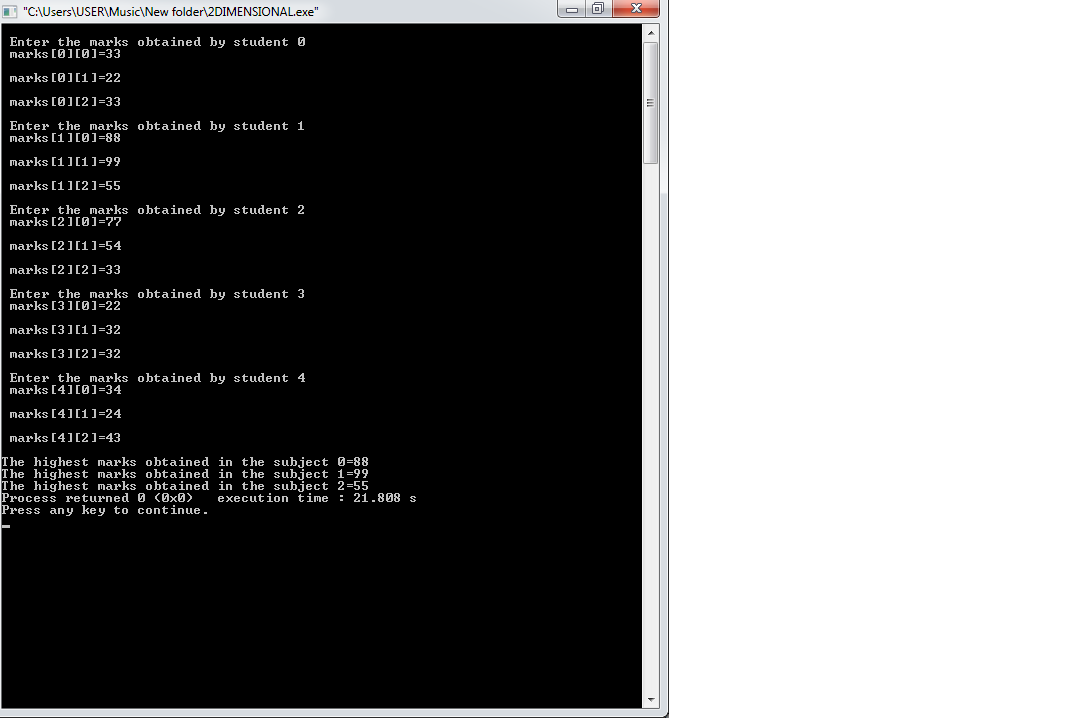 "C:\Users\USER\Music\New folder\2DIMENSIONAL.exe"
Enter the marks obtained by student 0
marks[0][0]=33
marks[0][1]=22
marks[0][2]=33
Enter the marks obtained by student 1
marks[1][0]=88
marks[1][1]=99
marks[1][2]=55
Enter the marks obtained by student 2
marks[2][0]=77
marks[2][1]=54
marks[2][2]=33
Enter the marks obtained by student 3
marks[3][0]=22
marks[3][1]=32
marks[3][2]=32
Enter the marks obtained by student 4
marks[4][0]=34
marks[4][1]=24
marks[4][2]=43
The highest marks obtained in the subject 0=88
The highest marks obtained in the subject 1=99
The highest marks obtained in the subject 2=55
Process returned 0 (0x0)   execution time : 21.808 s
Press any key to continue.